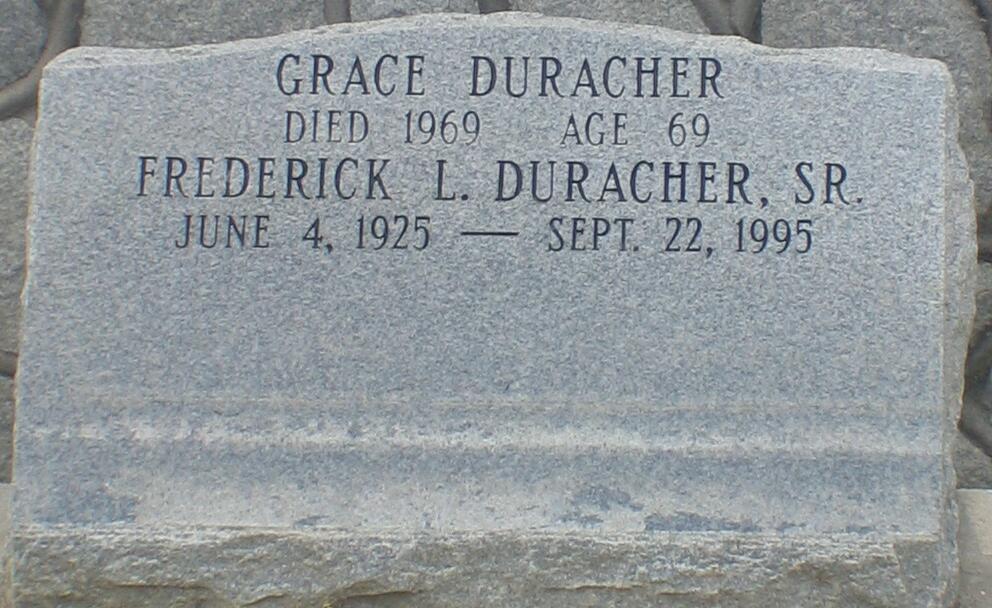 GRACE DURACHER
DIED 1969 AGE 69
FREDERICK L. DURACHER, SR.
JUNE 4, 1925 — SEPT. 22, 1995